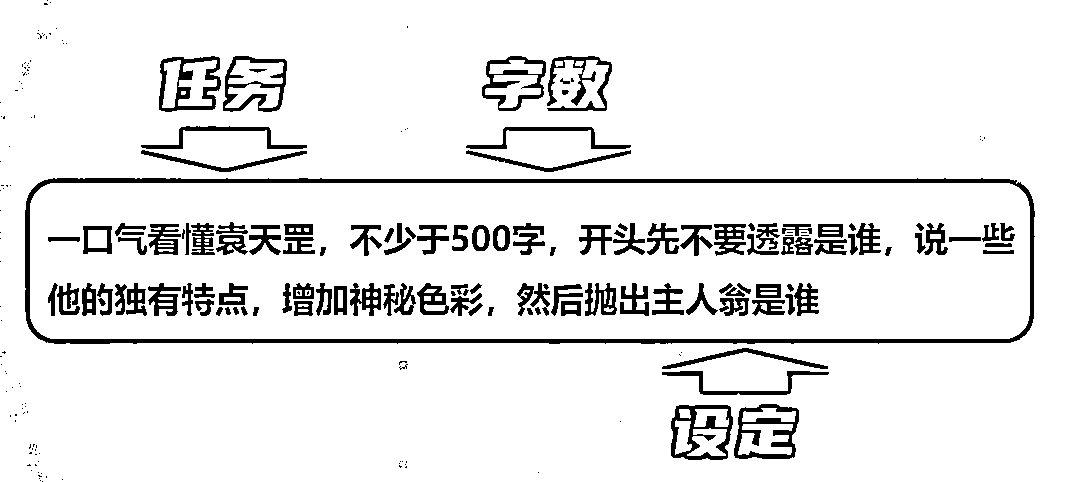 任务
字数
一口气看懂袁天罡，不少于500字，开头先不要透露是谁，说一些
他的独有特点，增加神秘色彩，然后抛出主人翁是谁
设定